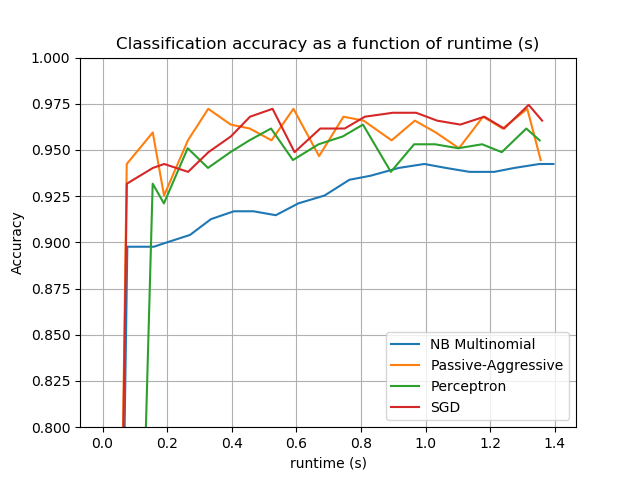 Classification accuracy as a function of runtime (s)
1.000
0.975
0.950
0.925
0.900
0.875
0.850
0.825
0.800
Accuracy
NB Multinomial
Passive-Aggressive
Perceptron
SGD
0.0 0.2 0.4 0.6 0.8 1.0 1.2 1.4
runtime (s)